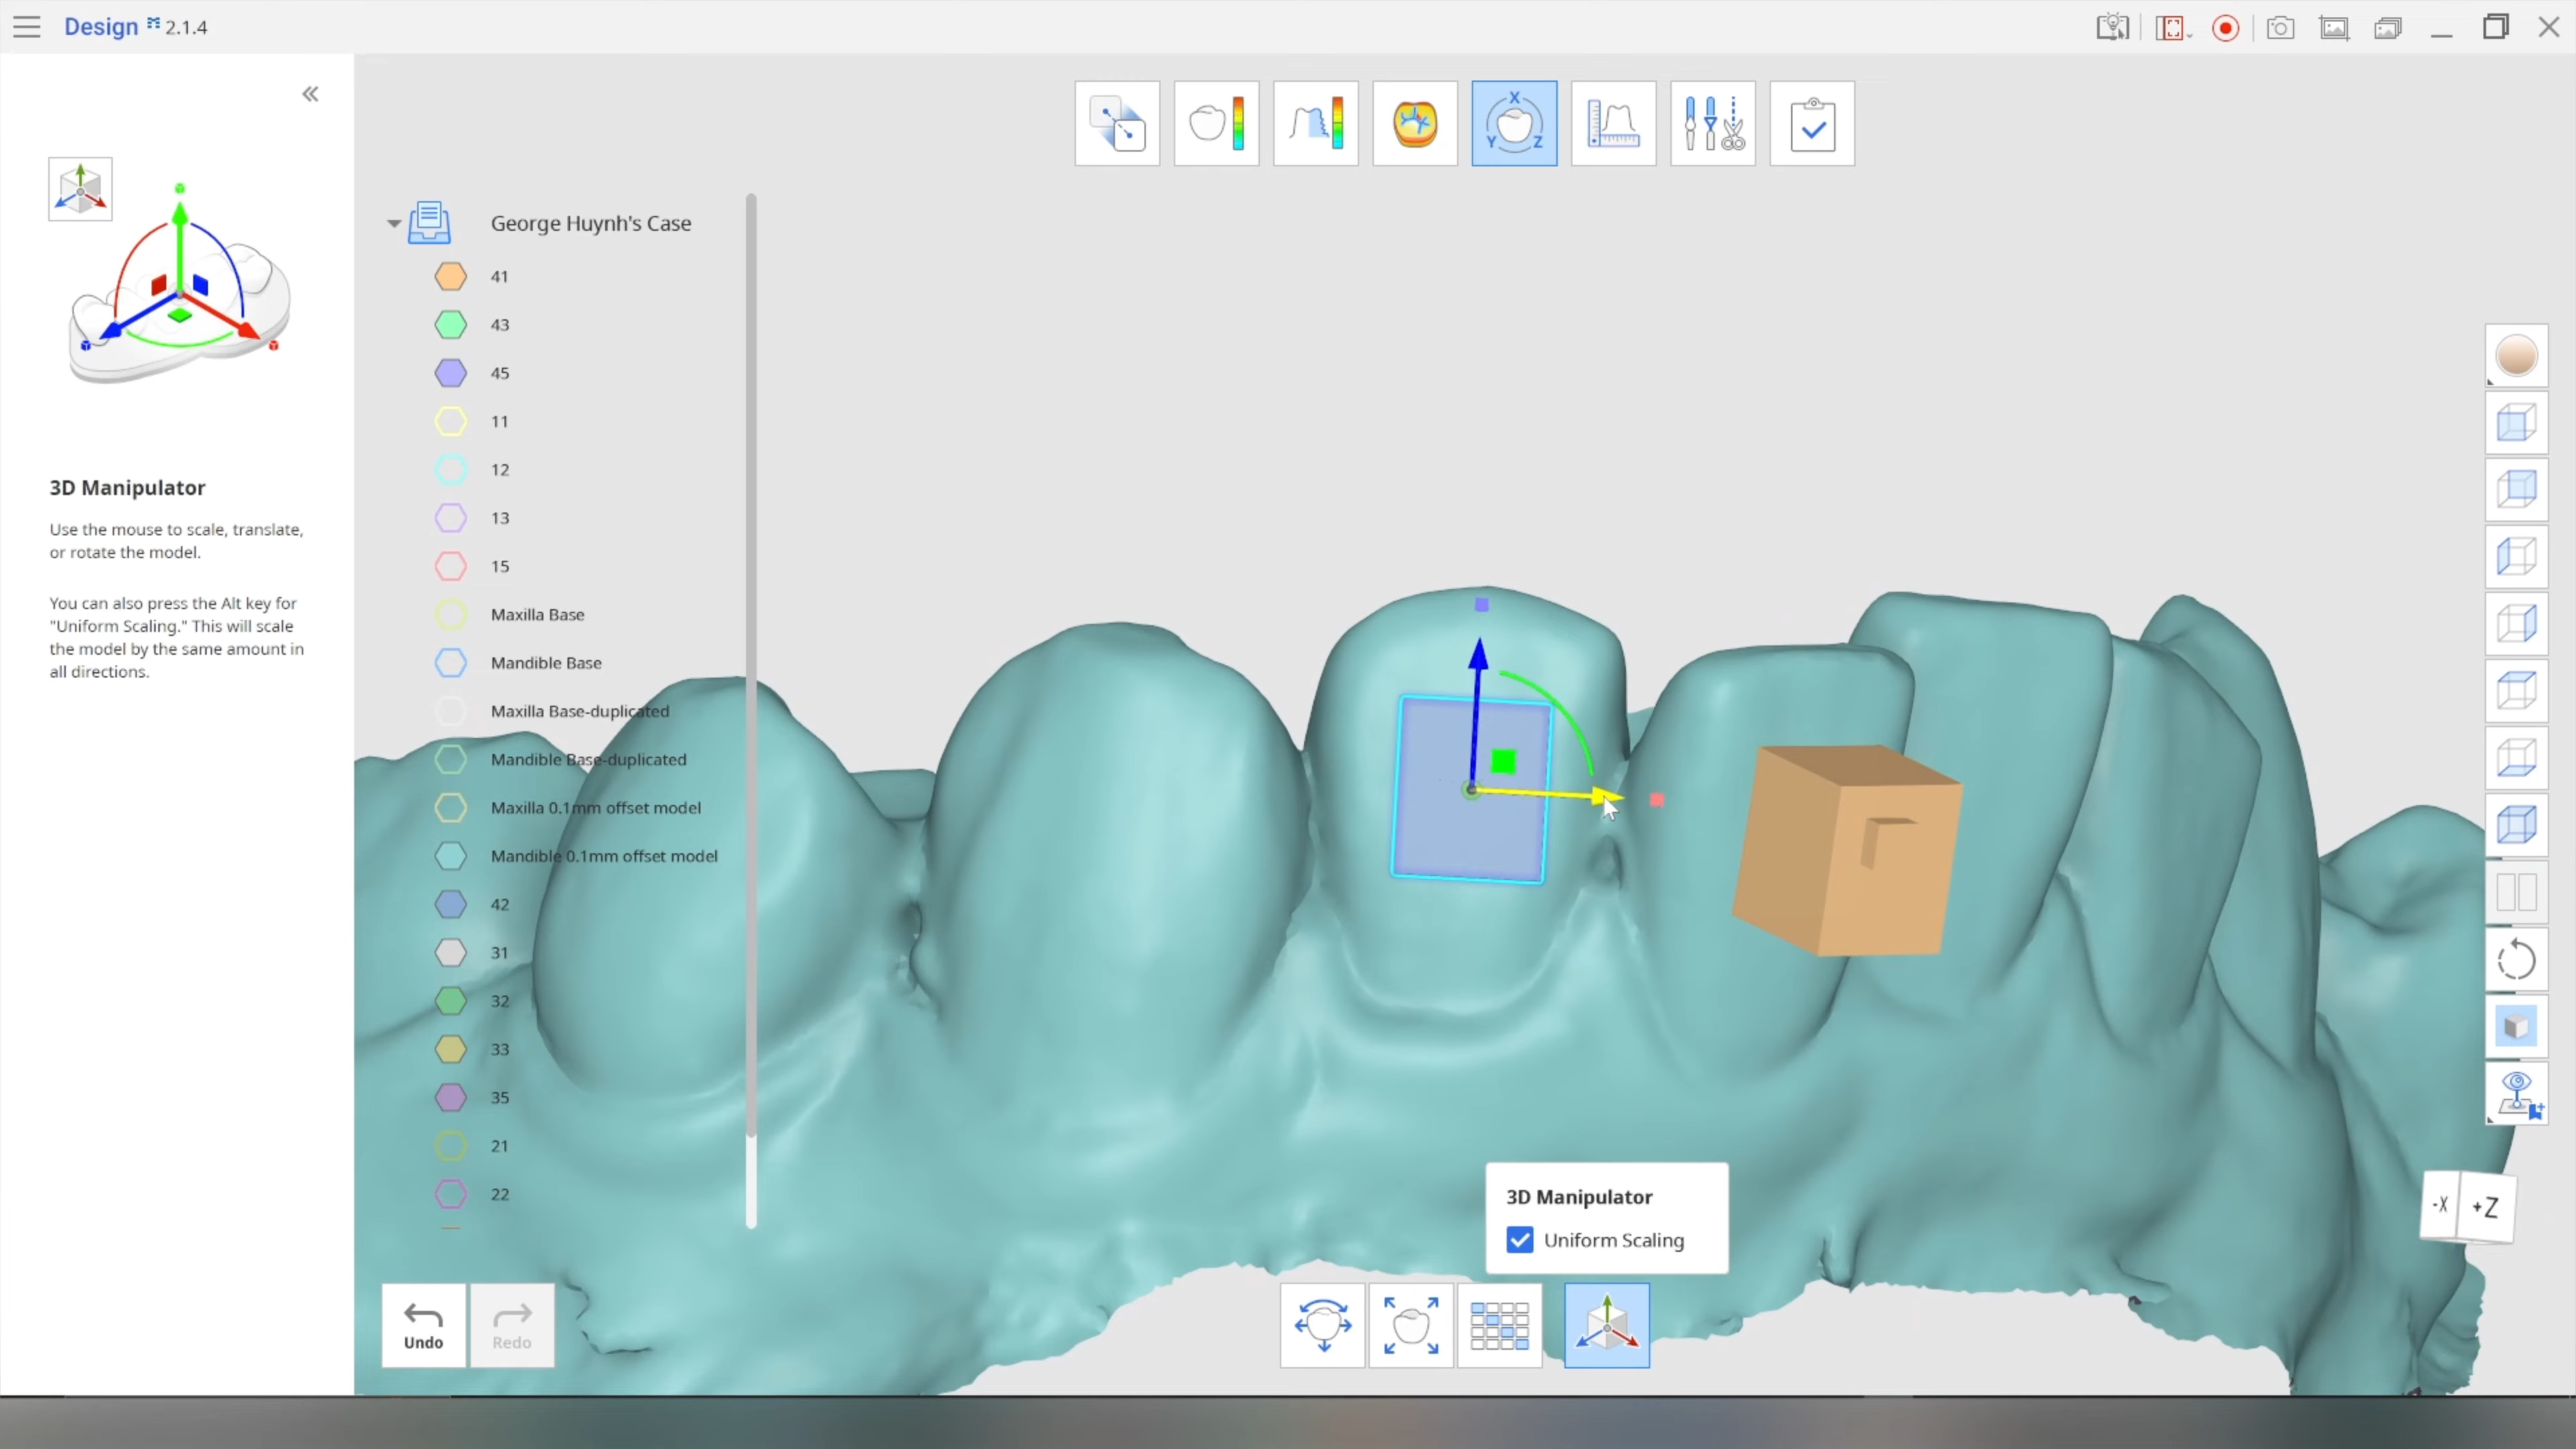 Design 2.1.4
X
Y Z
George Huynh's Case
41
43
45
11
12
13
15
Maxilla Base
Mandible Base
Maxilla Base-duplicated
Mandible Base-duplicated
Maxilla 0.1mm offset model
Mandible 0.1mm offset model
42
31
32
33
35
21
22
3D Manipulator
Use the mouse to scale, translate,
or rotate the model.
You can also press the Alt key for
"Uniform Scaling." This will scale
the model by the same amount in
all directions.
3D Manipulator
Uniform Scaling
-X +Z
Undo
Redo